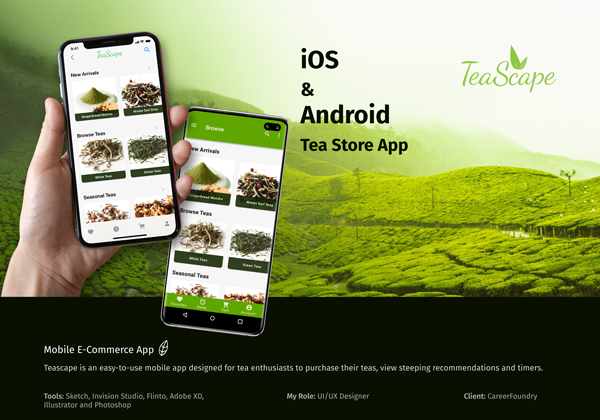 iOS
&
Android
Tea Store App
TeaScape
9:41
TeaScape
New Arrivals
Gingerbread Matcha
Winter Earl Grey
Browse Teas
White Teas
Green Teas
Seasonal Teas
Browse
New Arrivals
Gingerbread Matcha
Winter Earl Grey
Browse Teas
White Teas
Green Teas
Seasonal Teas
Mobile E-Commerce App
Teascape is an easy-to-use mobile app designed for tea enthusiasts to purchase their teas, view steeping recommendations and timers.
Tools: Sketch, Invision Studio, Flinto, Adobe XD,
Illustrator and Photoshop
My Role: UI/UX Designer
Client: CareerFoundry